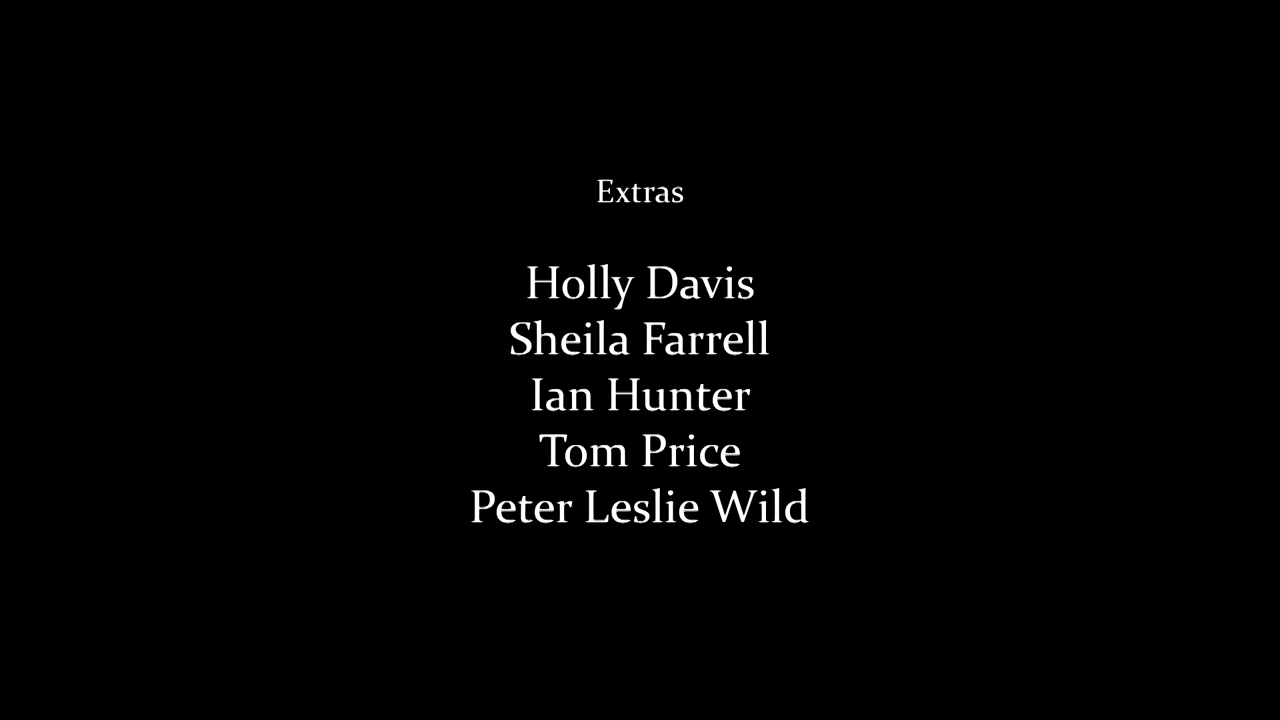 Extras
Holly Davis
Sheila Farrell
Ian Hunter
Tom Price
Peter Leslie Wild